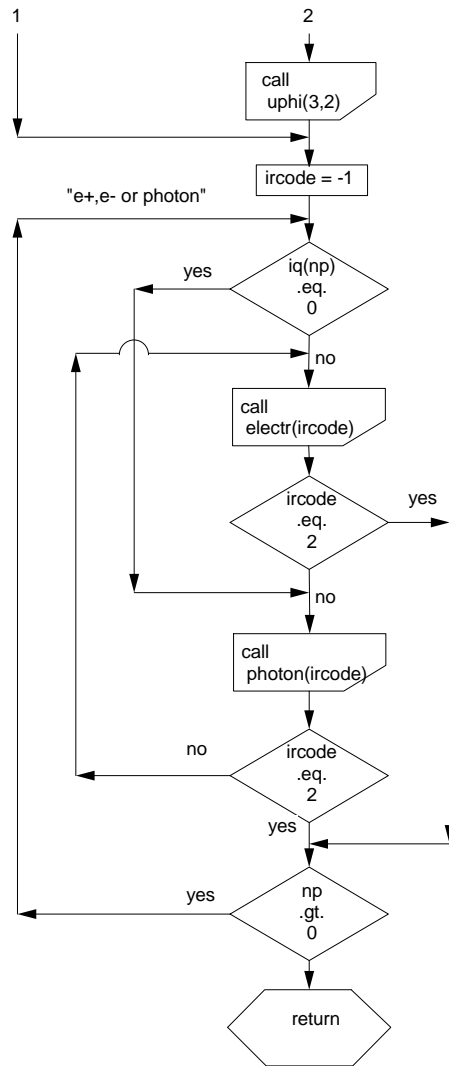 1
2
call
uphi(3,2)
ircode = -1
"e+,e- or photon"
yes
iq(np)
.eq.
0
no
call
electr(ircode)
ircode
.eq.
2
yes
no
call
photon(ircode)
no
ircode
.eq.
2
yes
yes
np
.gt.
0
return